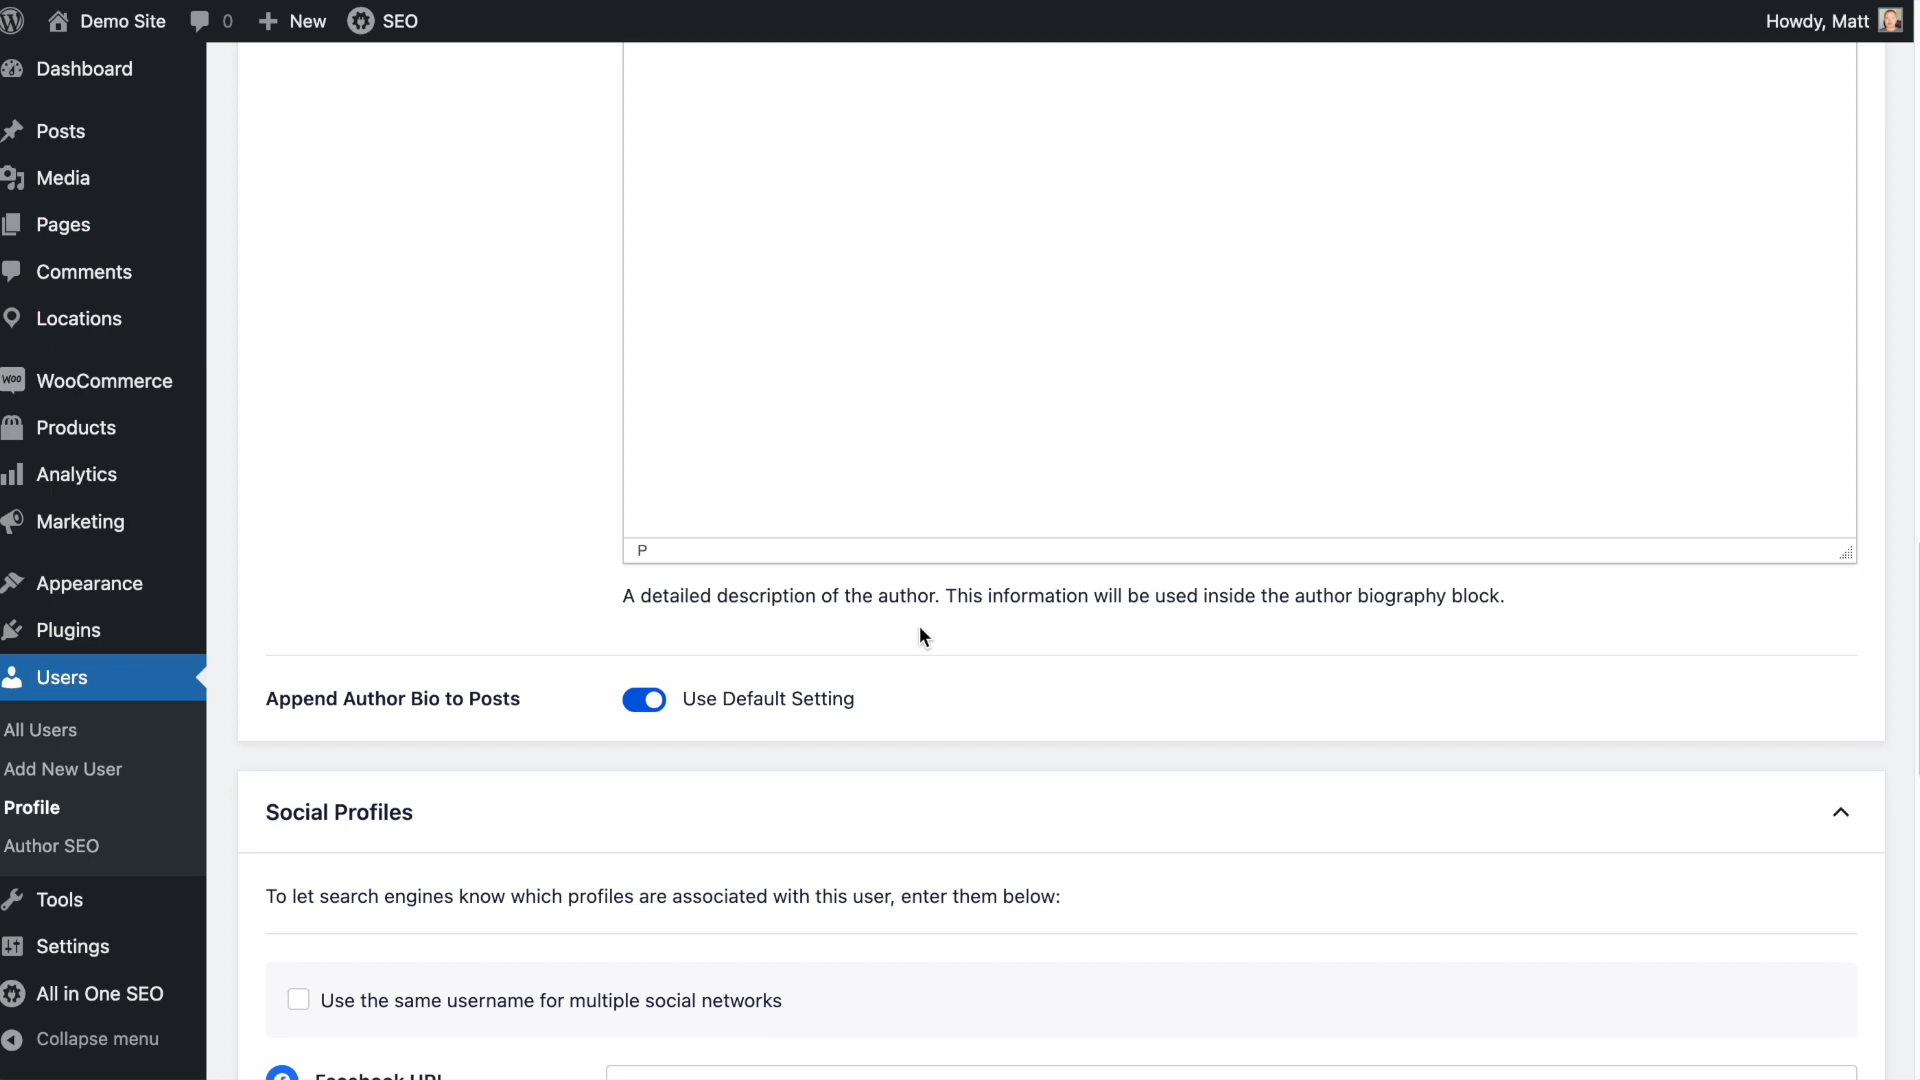 Demo Site
0
New
SEO
Howdy, Matt
Dashboard
Posts
Media
Pages
Comments
Locations
WOO
WooCommerce
Products
Analytics
Marketing
Appearance
Plugins
Users
All Users
Add New User
Profile
Author SEO
Tools
Settings
All in One SEO
Collapse menu
P
A detailed description of the author. This information will be used inside the author biography block.
Append Author Bio to Posts
Use Default Setting
Social Profiles
To let search engines know which profiles are associated with this user, enter them below:
Use the same username for multiple social networks
Facebook URL